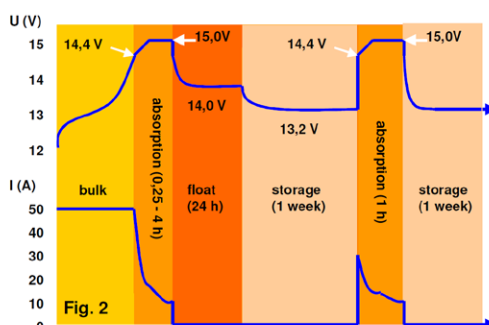 U (V)
15
14
13
12
14,4 V
15,0V
14,0 V
13,2 V
14,4 V
15,0V
I (A)
50
40
30
20
10
0
bulk
absorption (0,25 - 4 h)
float
(24 h)
storage
(1 week)
absorption (1 h)
storage
(1 week)
Fig. 2